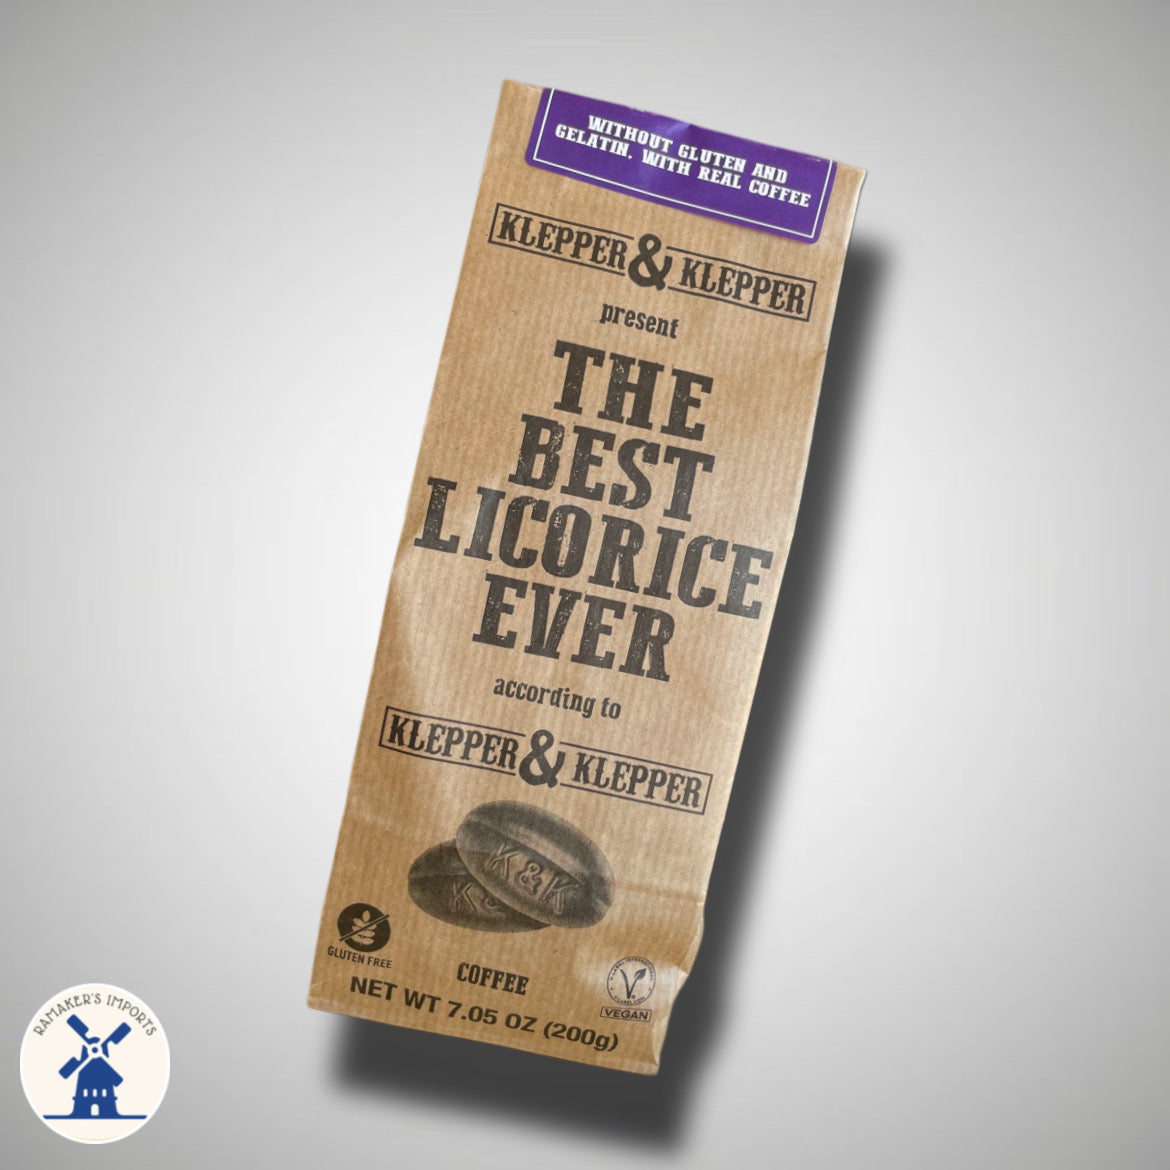 WITHOUT GLUTEN AND
GELATIN, WITH REAL COFFEE
KLEPPER & KLEPPER
present
THE
BEST
LICORICE
EVER
according to
KLEPPER & KLEPPER
K & K
K &
GLUTEN FREE
COFFEE
VEGAN
NET WT 7.05 OZ (200g)
RAMAKER'S IMPORTS